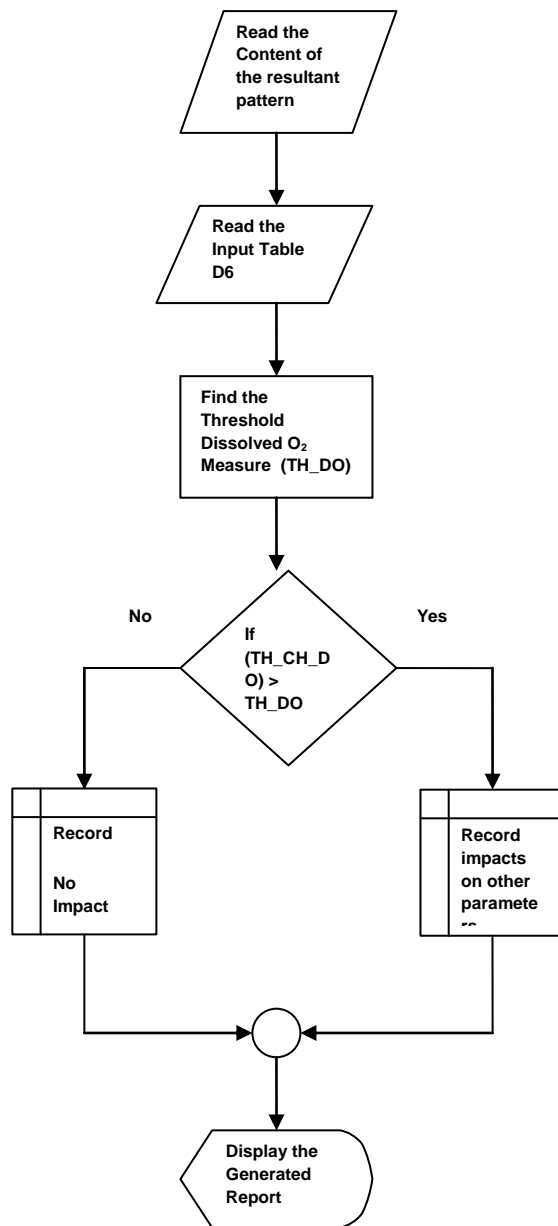 Read the
Content of
the resultant
pattern
Read the
Input Table
D6
Find the
Threshold
Dissolved O₂
Measure (TH_DO)
No
Yes
If
(TH_CH_D
O) >
TH_DO
Record
No
Impact
Record
impacts
on other
paramete
rs
Display the
Generated
Report